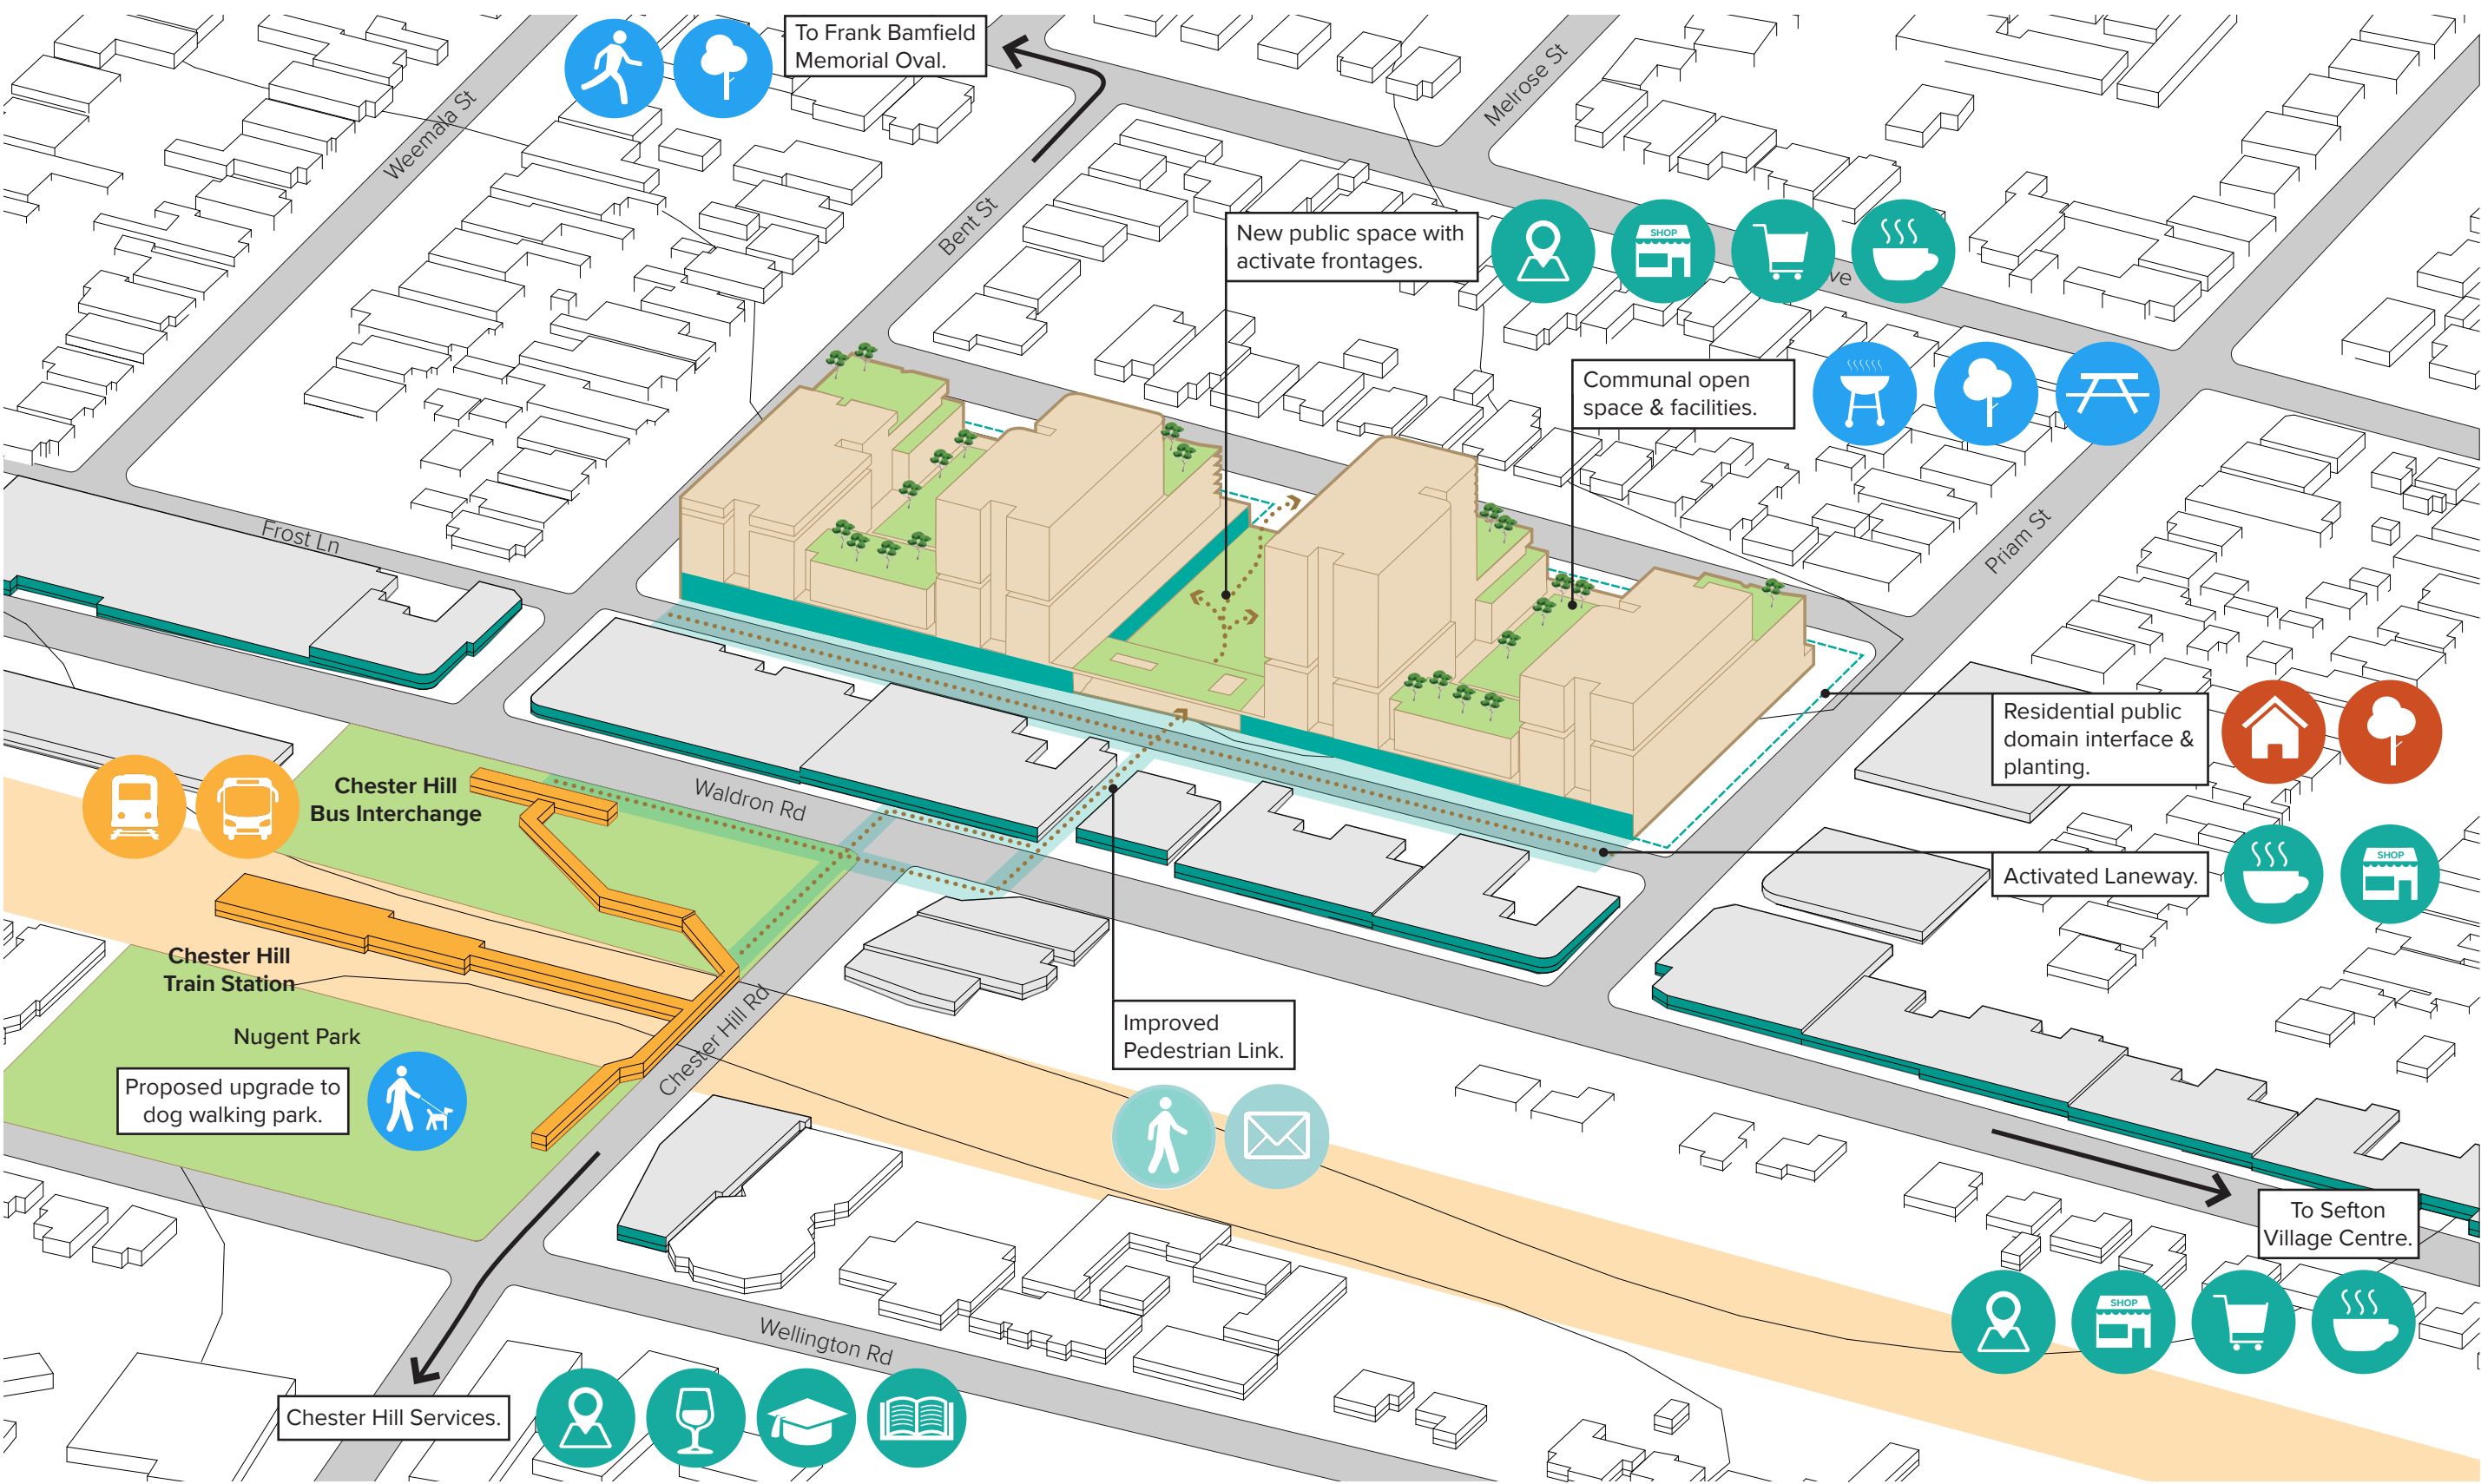 To Frank Bamfield
Memorial Oval.
Melrose St
Weemala St
Bent St
New public space with
activate frontages.
SHOP
ve
Communal open
space & facilities.
Frost Ln
Priam St
Residential public
domain interface &
planting.
Chester Hill
Bus Interchange
Waldron Rd
SHOP
Activated Laneway.
Chester Hill
Train Station
Chester Hill Rd
Nugent Park
Improved
Pedestrian Link.
Proposed upgrade to
dog walking park.
To Sefton
Village Centre.
SHOP
Wellington Rd
Chester Hill Services.